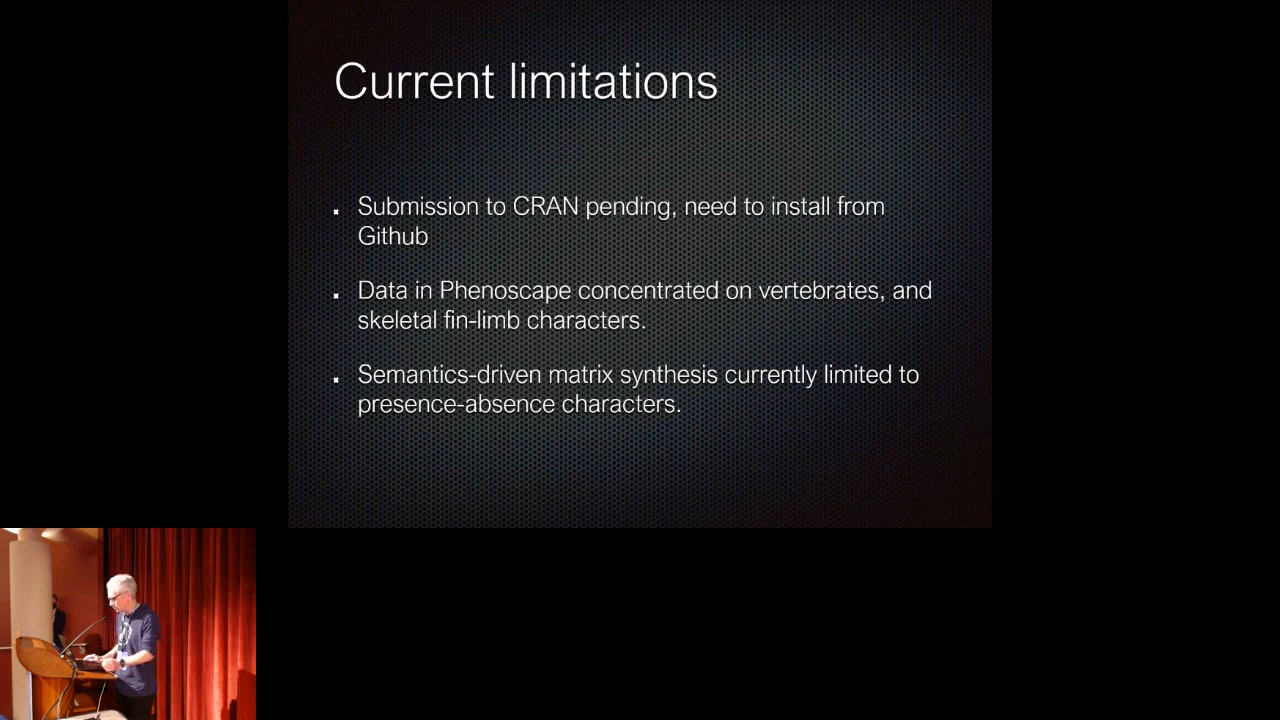 Current limitations
Submission to CRAN pending, need to install from
Github
Data in Phenoscape concentrated on vertebrates, and
skeletal fin-limb characters.
Semantics-driven matrix synthesis currently limited to
presence-absence characters.